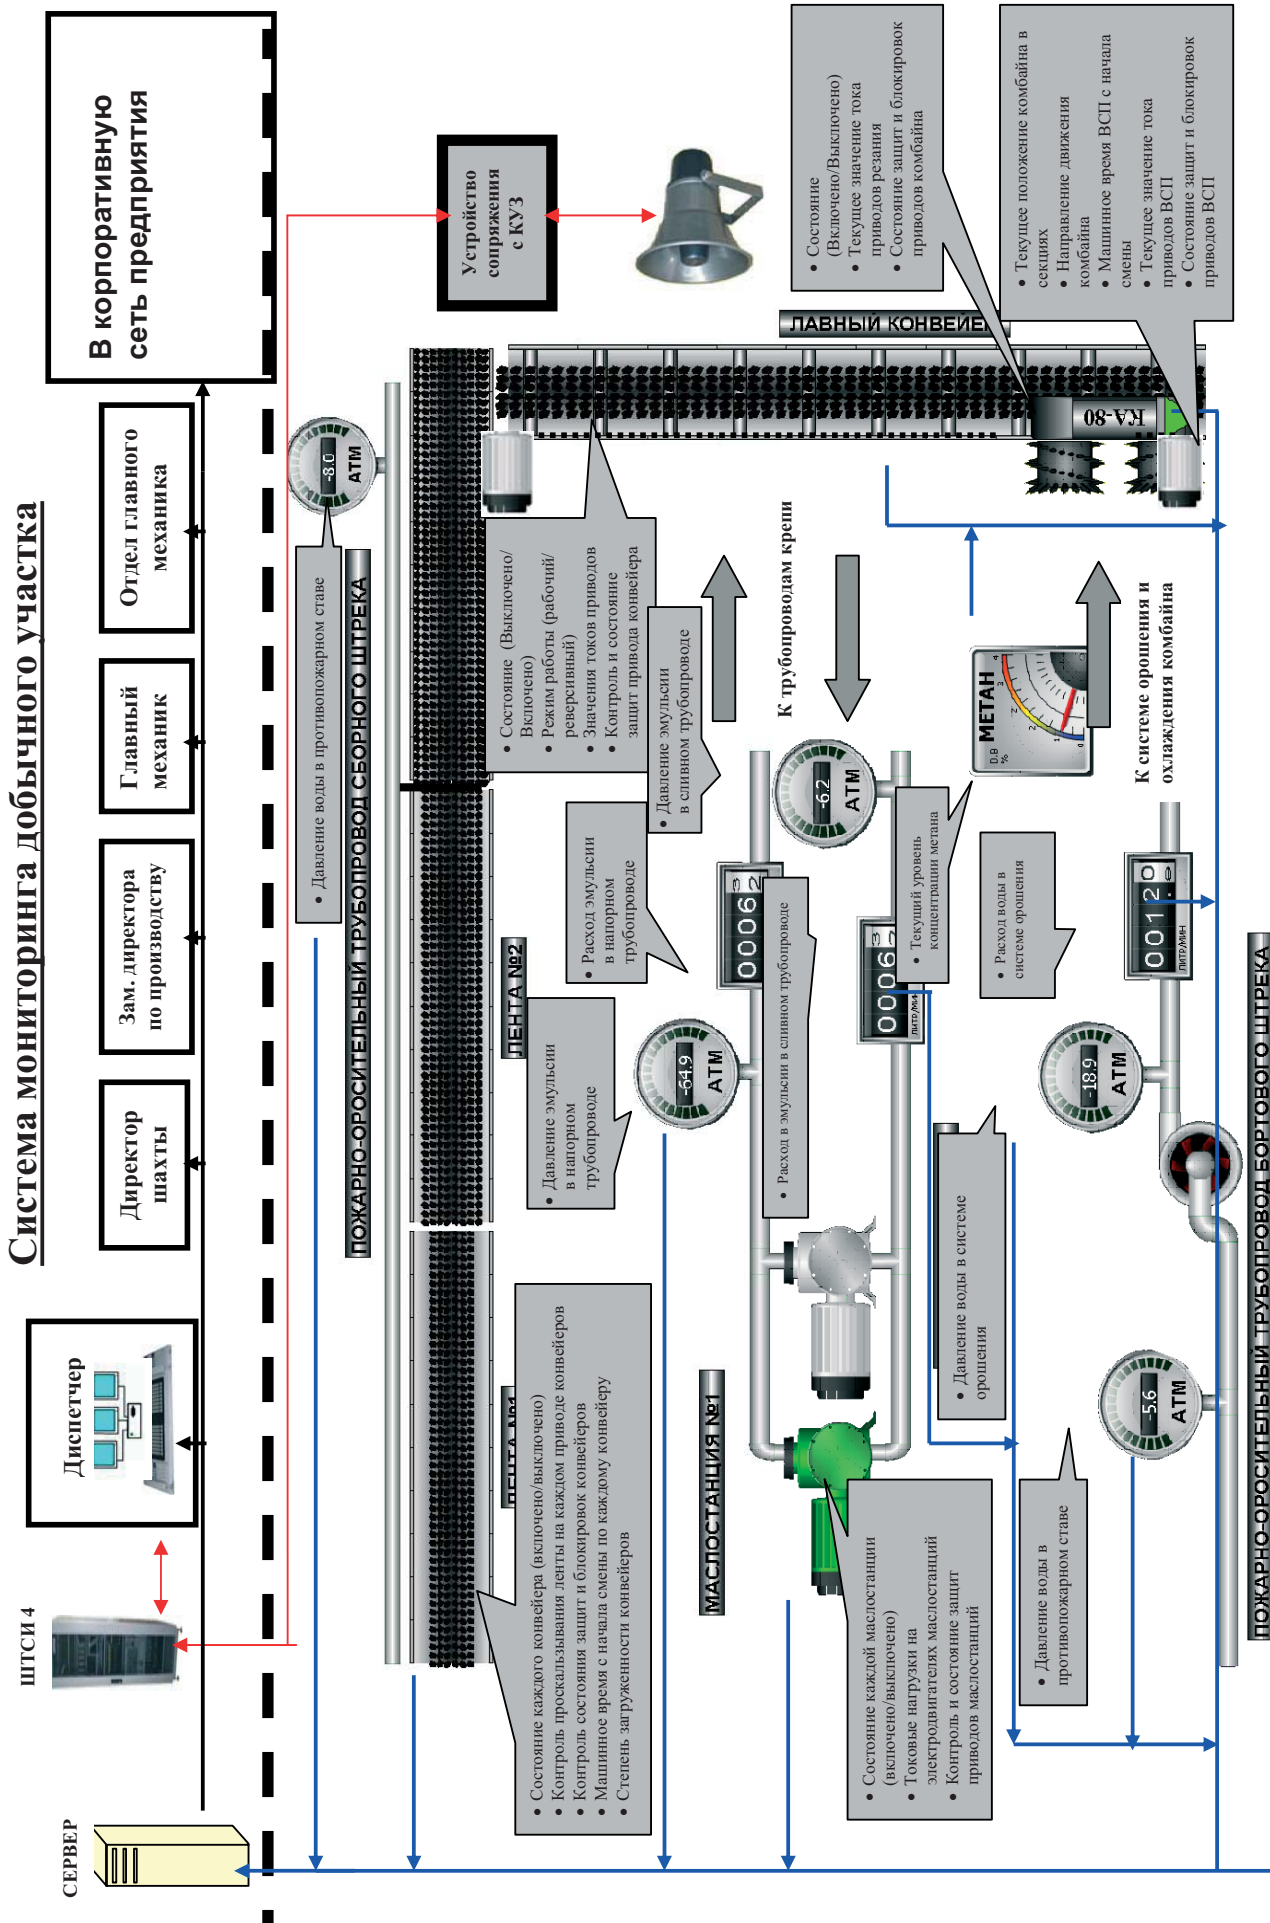 Система мониторинга добычного участка
СЕРВЕР
ШТСИ 4
Диспетчер
Директор
шахты
Зам. директора
по производству
Главный
механик
Отдел главного
механика
В корпоративную
сеть предприятия
• Давление воды в противопожарном ставе
-8.0
АТМ
ПОЖАРНО-ОРОСИТЕЛЬНЫЙ ТРУБОПРОВОД СБОРНОГО ШТРЕКА
Устройство
сопряжения
с КУЗ
ЛЕНТА №1
ЛЕНТА №2
• Состояние каждого конвейера (включено/выключено)
• Контроль проскальзывания ленты на каждом приводе конвейеров
• Контроль состояния защит и блокировок конвейеров
• Машинное время с начала смены по каждому конвейеру
• Степень загруженности конвейеров
• Давление эмульсии
в напорном
трубопроводе
• Расход эмульсии
в напорном
трубопроводе
• Состояние (Выключено/
Включено)
• Режим работы (рабочий/
реверсивный)
• Значения токов приводов
• Контроль и состояние
защит привода конвейера
• Давление эмульсии
в сливном трубопроводе
ЛАВНЫЙ КОНВЕЙЕР
• Состояние
(Включено/Выключено)
• Текущее значение тока
приводов резания
• Состояние защит и блокировок
приводов комбайна
КА-80
• Текущее положение комбайна в
секциях
• Направление движения
комбайна
• Машинное время ВСП с начала
смены
• Текущее значение тока
приводов ВСП
• Состояние защит и блокировок
приводов ВСП
МАСЛОСТАНЦИЯ №1
-64.9
АТМ
0006
• Расход в эмульсии в сливном трубопроводе
-6.2
АТМ
К трубопроводам крепи
0006
ЛИТР/МИН
• Состояние каждой маслостанции
(включено/выключено)
• Токовые нагрузки на
электродвигателях маслостанций
• Контроль и состояние защит
приводов маслостанций
• Текущий уровень
концентрации метана
МЕТАН
%
• Давление воды в системе
орошения
• Расход воды в
системе орошения
К системе орошения и
охлаждения комбайна
• Давление воды в
противопожарном ставе
-5.6
АТМ
-18.9
АТМ
0012
ЛИТР/МИН
ПОЖАРНО-ОРОСИТЕЛЬНЫЙ ТРУБОПРОВОД БОРТОВОГО ШТРЕКА